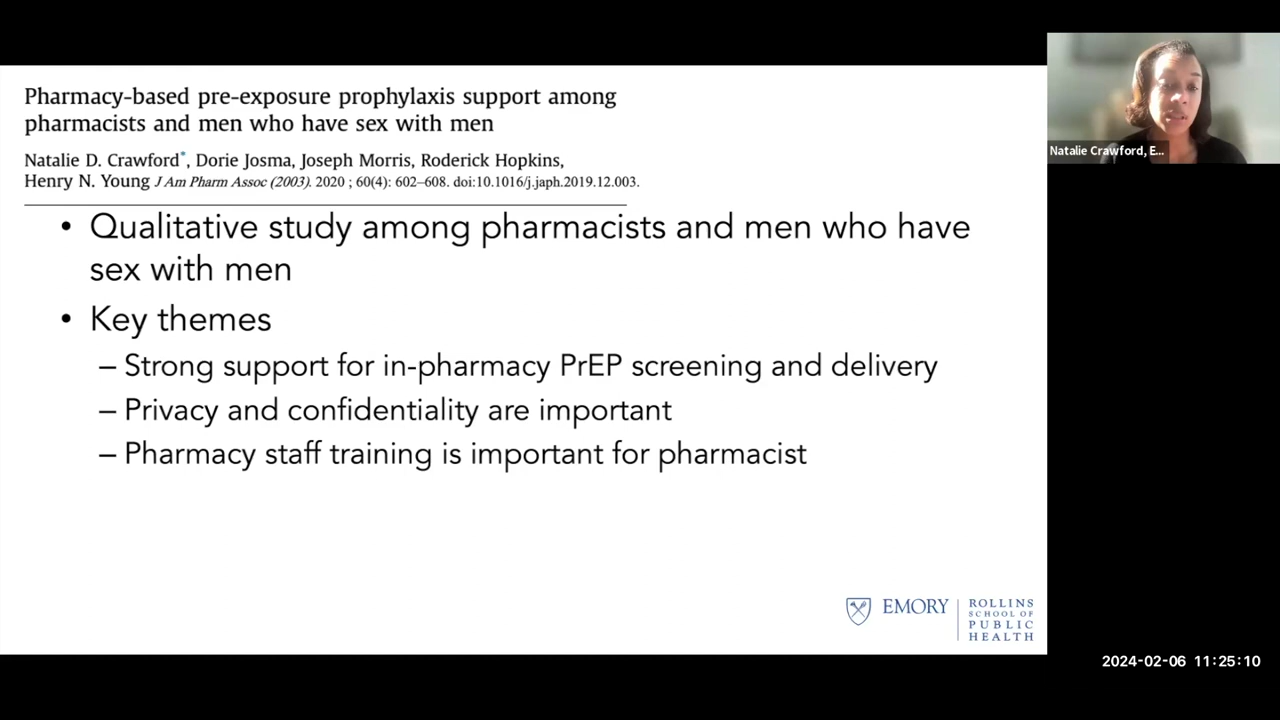 Pharmacy-based pre-exposure prophylaxis support among
pharmacists and men who have sex with men
Natalie D. Crawford*, Dorie Josma, Joseph Morris, Roderick Hopkins,
Henry N. Young J Am Pharm Assoc (2003). 2020 ; 60(4): 602–608. doi:10.1016/j.japh.2019.12.003.
• Qualitative study among pharmacists and men who have
sex with men
• Key themes
– Strong support for in-pharmacy PrEP screening and delivery
– Privacy and confidentiality are important
– Pharmacy staff training is important for pharmacist
EMORY
ROLLINS
SCHOOL OF
PUBLIC
HEALTH
Natalie Crawford, E...
2024-02-06 11:25:10